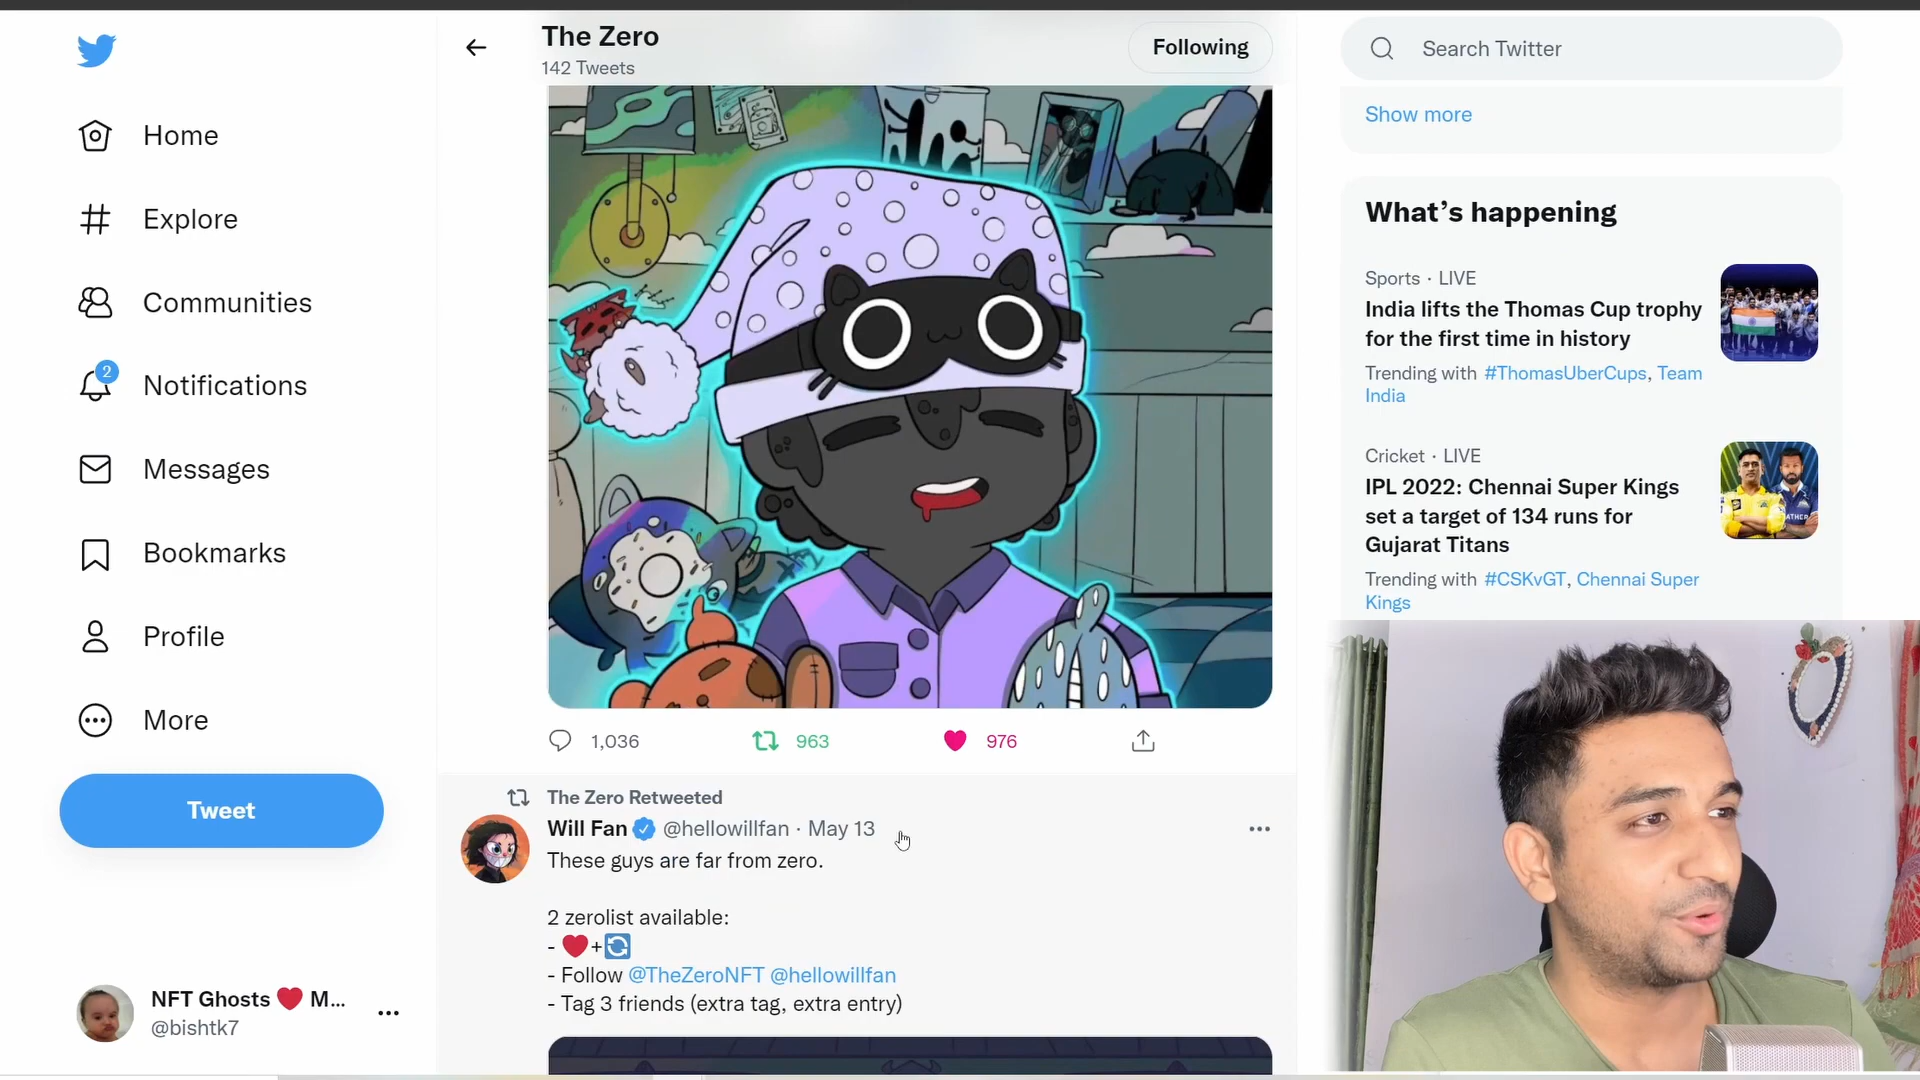 The Zero
142 Tweets
Following
Search Twitter
Home
Explore
Communities
2
Notifications
Messages
Bookmarks
Profile
More
Tweet
NFT Ghosts ❤️ M...
@bishtk7
1,036
963
976
The Zero Retweeted
Will Fan @hellowillfan · May 13
These guys are far from zero.
2 zerolist available:
- ❤️+🔄
- Follow @TheZeroNFT @hellowillfan
- Tag 3 friends (extra tag, extra entry)
Show more
What's happening
Sports · LIVE
India lifts the Thomas Cup trophy
for the first time in history
Trending with #ThomasUberCups, Team
India
Cricket · LIVE
IPL 2022: Chennai Super Kings
set a target of 134 runs for
Gujarat Titans
Trending with #CSKvGT, Chennai Super
Kings